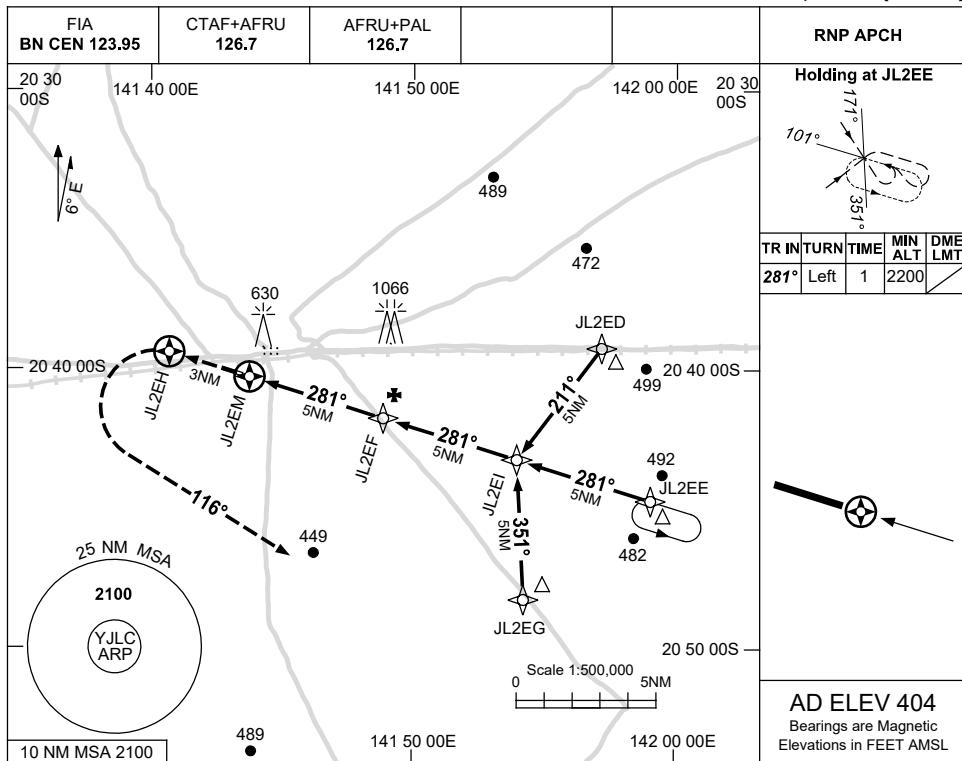 FIA
BN CEN 123.95
CTAF+AFRU
126.7
AFRU+PAL
126.7
RNP APCH
20 30
00S
141 40 00E
141 50 00E
142 00 00E
20 30
00S
6° E
489
472
630
1066
JL2ED
20 40 00S
499
20 40 00S
JL2EH
3NM
JL2EM
281°
5NM
JL2EF
281°
5NM
JL2EI
211°
5NM
281°
5NM
492
JL2EE
482
351°
5NM
JL2EG
116°
449
25 NM MSA
2100
YJLC
ARP
20 50 00S
Scale 1:500,000
0
5NM
489
10 NM MSA 2100
141 50 00E
142 00 00E
Holding at JL2EE
171°
101°
351°
TR IN TURN TIME MIN ALT DME LMT
281° Left 1 2200
AD ELEV 404
Bearings are Magnetic
Elevations in FEET AMSL